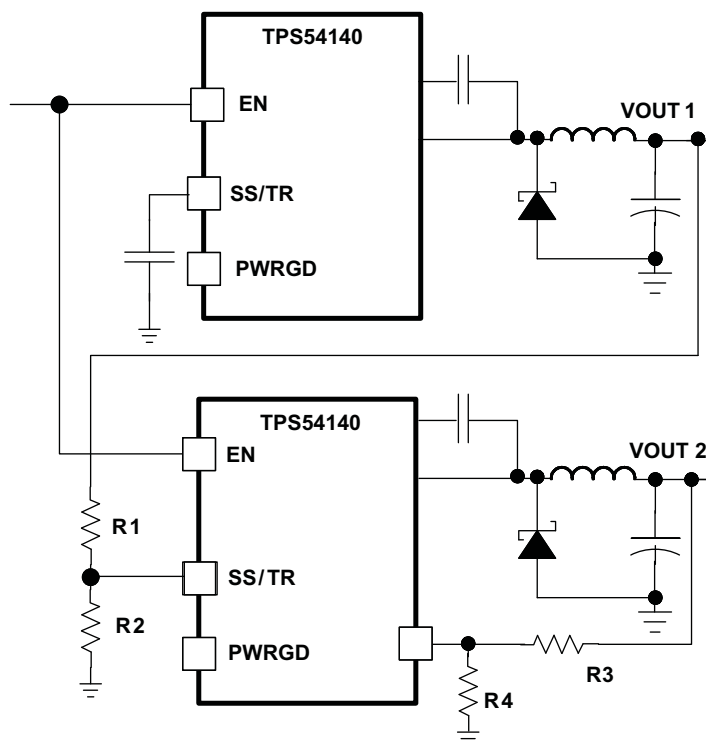 TPS54140
EN
VOUT 1
SS/TR
PWRGD
TPS54140
EN
VOUT 2
R1
SS/TR
R2
PWRGD
R3
R4